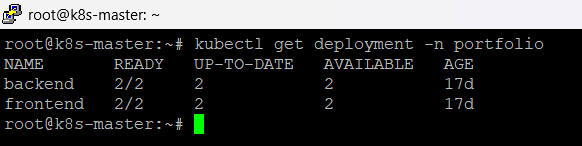 root@k8s-master: ~
root@k8s-master:~# kubectl get deployment -n portfolio
NAME READY UP-TO-DATE AVAILABLE AGE
backend 2/2 2 2 17d
frontend 2/2 2 2 17d
root@k8s-master:~#